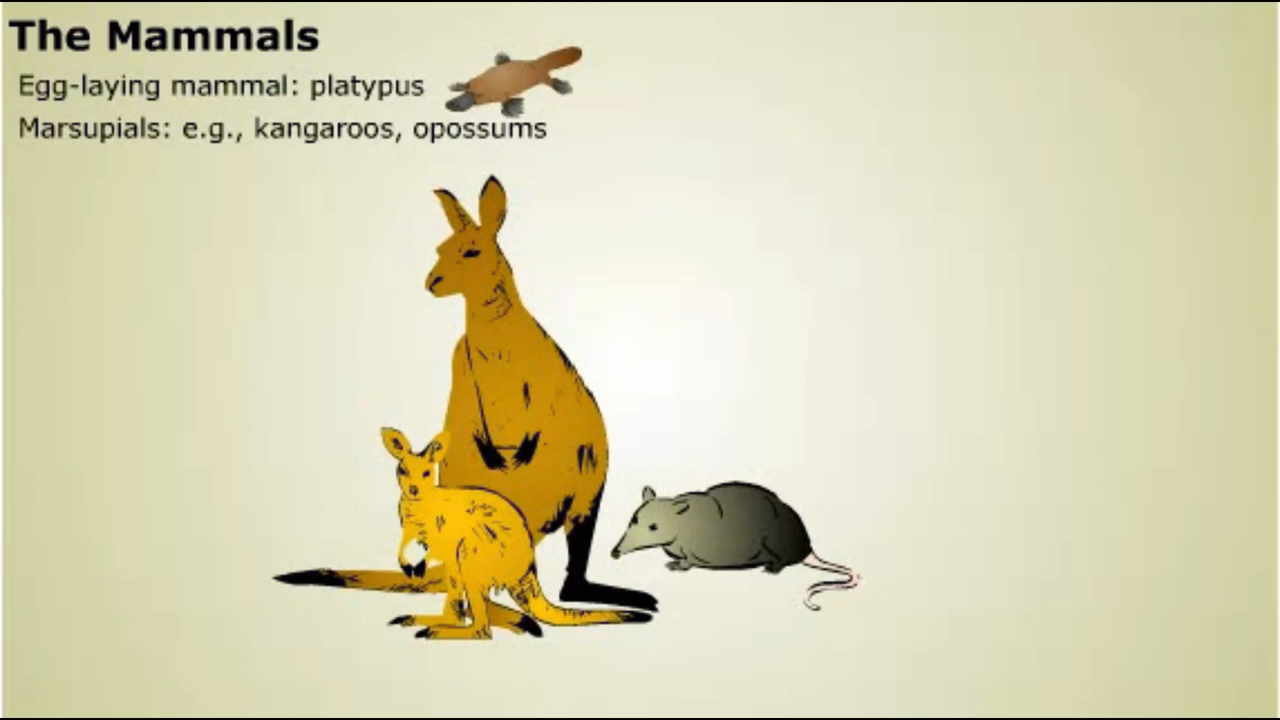 The Mammals
Egg-laying mammal: platypus
Marsupials: e.g., kangaroos, opossums